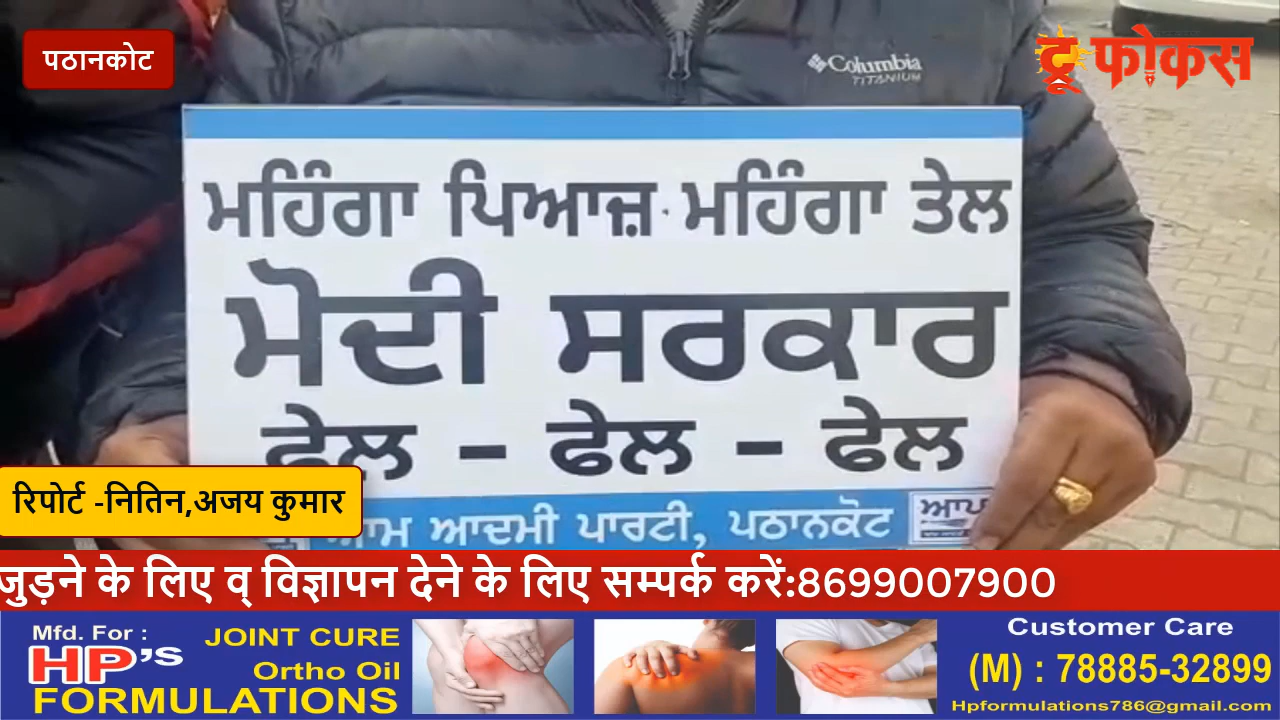 पठानकोट
Columbia
TITANIUM
टू फोकस
ਮਹਿੰਗਾ ਪਿਆਜ਼ ਮਹਿੰਗਾ ਤੇਲ
ਮੋਦੀ ਸਰਕਾਰ
ਫੇਲ - ਫੇਲ - ਫੇਲ
ਆਦਮੀ ਪਾਰਟੀ, ਪਠਾਨਕੋਟ
रिपोर्ट -नितिन,अजय कुमार
जुड़ने के लिए व् विज्ञापन देने के लिए सम्पर्क करें:8699007900
Mfd. For :
HP's
FORMULATIONS
JOINT CURE
Ortho Oil
Customer Care
(M) : 78885-32899
Hpformulations786@gmail.com